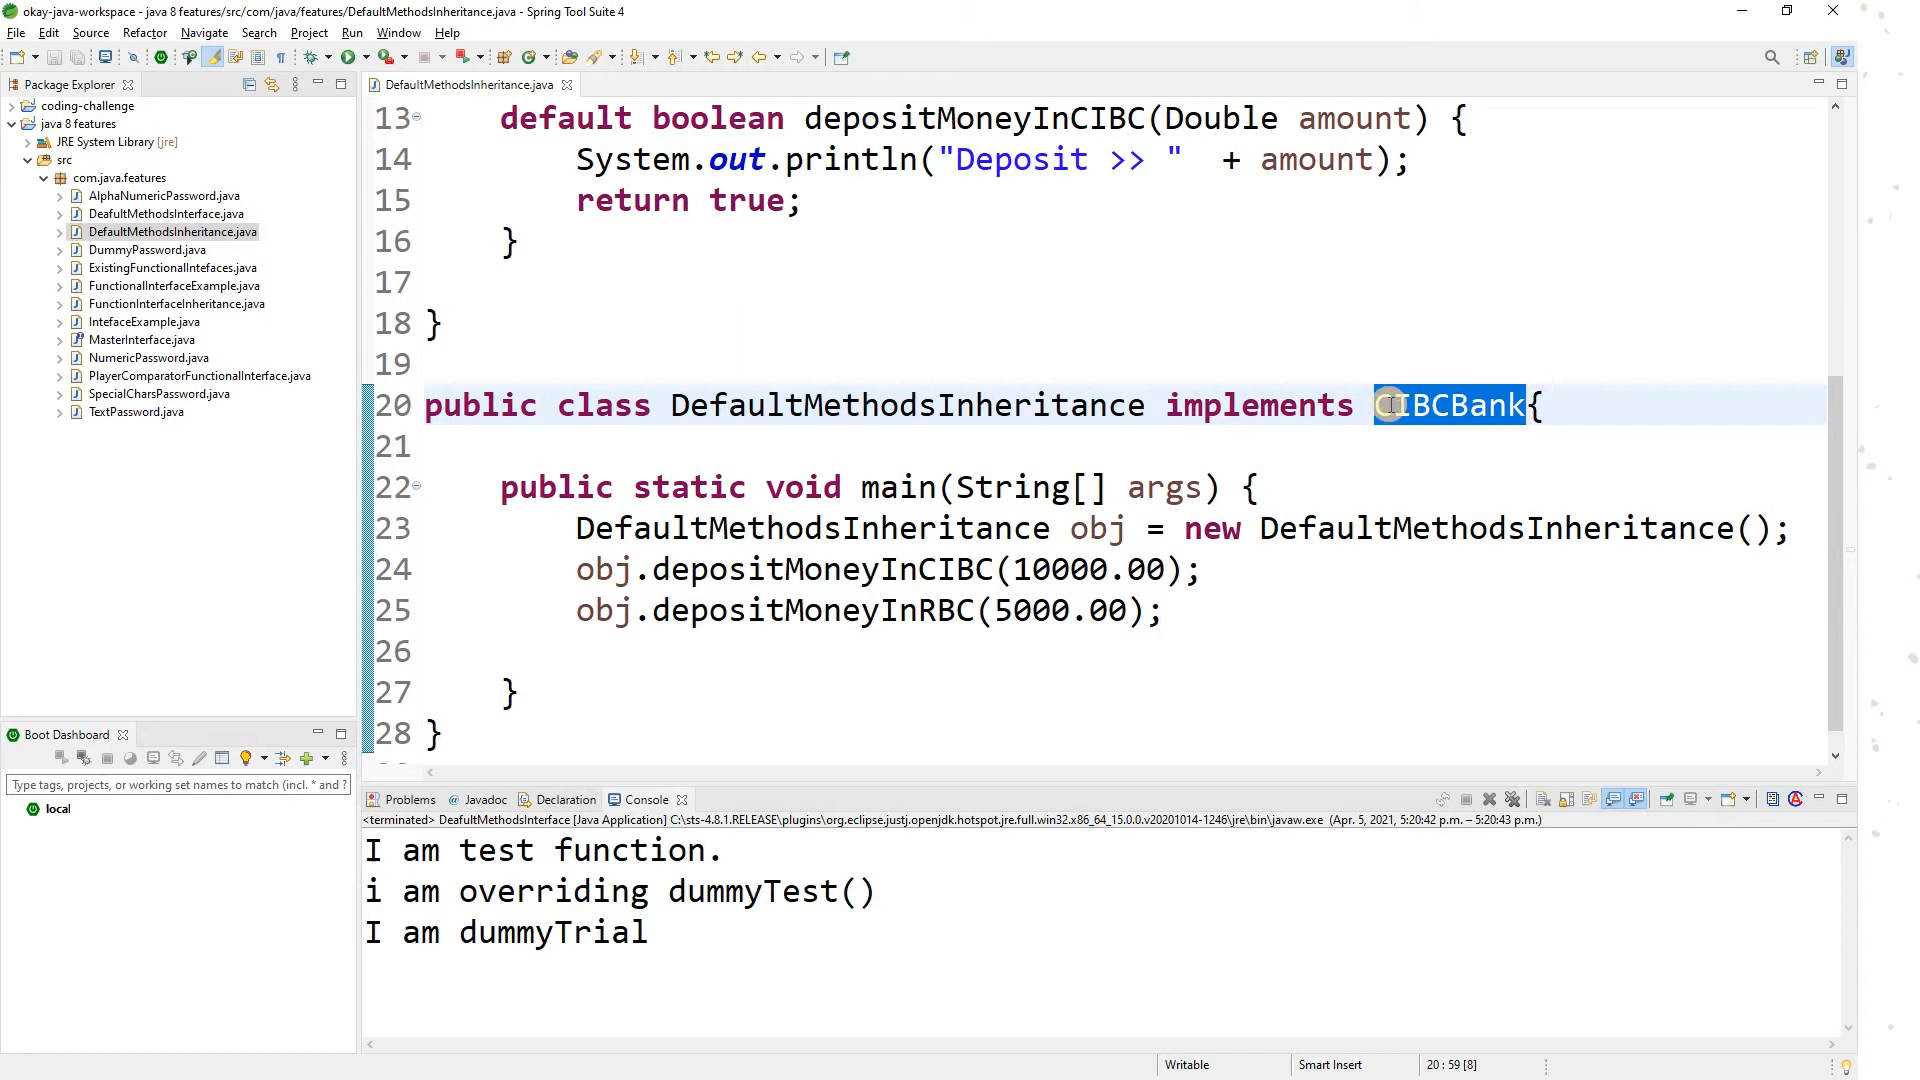 okay-java-workspace - java 8 features/src/com/java/features/DefaultMethodsInheritance.java - Spring Tool Suite 4
File Edit Source Refactor Navigate Search Project Run Window Help
Package Explorer
DefaultMethodsInheritance.java
coding-challenge
java 8 features
JRE System Library [jre]
src
com.java.features
AlphaNumericPassword.java
DeafultMethodsInterface.java
DefaultMethodsInheritance.java
DummyPassword.java
ExistingFunctionalIntefaces.java
FunctionalInterfaceExample.java
FunctionInterfaceInheritance.java
IntefaceExample.java
MasterInterface.java
NumericPassword.java
PlayerComparatorFunctionalInterface.java
SpecialCharsPassword.java
TextPassword.java
13 default boolean depositMoneyInCIBC(Double amount) {
14 System.out.println("Deposit >> " + amount);
15 return true;
16 }
17
18 }
19
20 public class DefaultMethodsInheritance implements CIBCBank{
21
22 public static void main(String[] args) {
23 DefaultMethodsInheritance obj = new DefaultMethodsInheritance();
24 obj.depositMoneyInCIBC(10000.00);
25 obj.depositMoneyInRBC(5000.00);
26
27 }
28 }
Boot Dashboard
Type tags, projects, or working set names to match (incl. * and ?
local
Problems Javadoc Declaration Console
<terminated> DeafultMethodsInterface [Java Application] C:\sts-4.8.1.RELEASE\plugins\org.eclipse.justj.openjdk.hotspot.jre.full.win32.x86_64_15.0.0.v20201014-1246\jre\bin\javaw.exe (Apr. 5, 2021, 5:20:42 p.m. – 5:20:43 p.m.)
I am test function.
i am overriding dummyTest()
I am dummyTrial
Writable Smart Insert 20 : 59 [8]